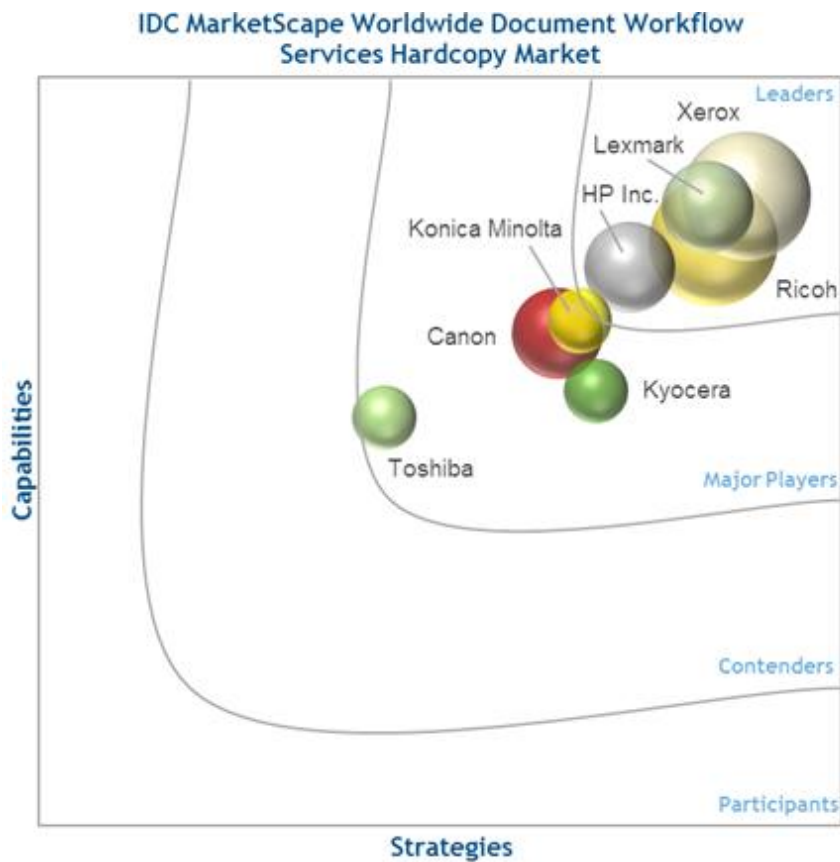 IDC MarketScape Worldwide Document Workflow
Services Hardcopy Market
Leaders
Xerox
Lexmark
HP Inc.
Konica Minolta
Ricoh
Canon
Kyocera
Toshiba
Major Players
Capabilities
Contenders
Participants
Strategies